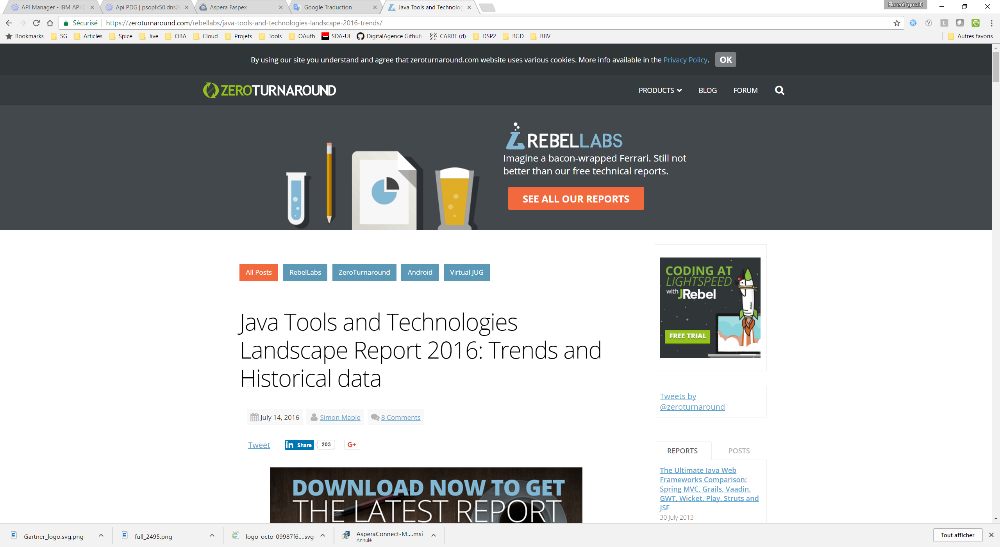 API Manager - IBM API C
Api PDG | psoplx50.dns2
Aspera Faspex
Google Traduction
Java Tools and Technolog
Florent (gmail)
Sécurisé
https://zeroturnaround.com/rebellabs/java-tools-and-technologies-landscape-2016-trends/
Bookmarks
SG
Articles
Spice
Jive
OBA
Cloud
Projets
Tools
OAuth
SDA-UI
DigitalAgence Github
CARRE (d)
DSP2
BGD
RBV
Autres favoris
By using our site you understand and agree that zeroturnaround.com website uses various cookies. More info available in the Privacy Policy.
OK
ZEROTURNAROUND
PRODUCTS
BLOG
FORUM
REBELLABS
Imagine a bacon-wrapped Ferrari. Still not
better than our free technical reports.
SEE ALL OUR REPORTS
All Posts
RebelLabs
ZeroTurnaround
Android
Virtual JUG
Java Tools and Technologies
Landscape Report 2016: Trends and
Historical data
July 14, 2016
Simon Maple
8 Comments
Tweet
in Share
203
G+
DOWNLOAD NOW TO GET
THE LATEST REPORT
CODING AT
LIGHTSPEED
with JRebel
JRebel
FREE TRIAL
Tweets by
@zeroturnaround
REPORTS
POSTS
The Ultimate Java Web
Frameworks Comparison:
Spring MVC, Grails, Vaadin,
GWT, Wicket, Play, Struts and
JSF
30 July 2013
Gartner_logo.svg.png
full_2495.png
logo-octo-09987f6....svg
AsperaConnect-M....msi
Annulé
Tout afficher